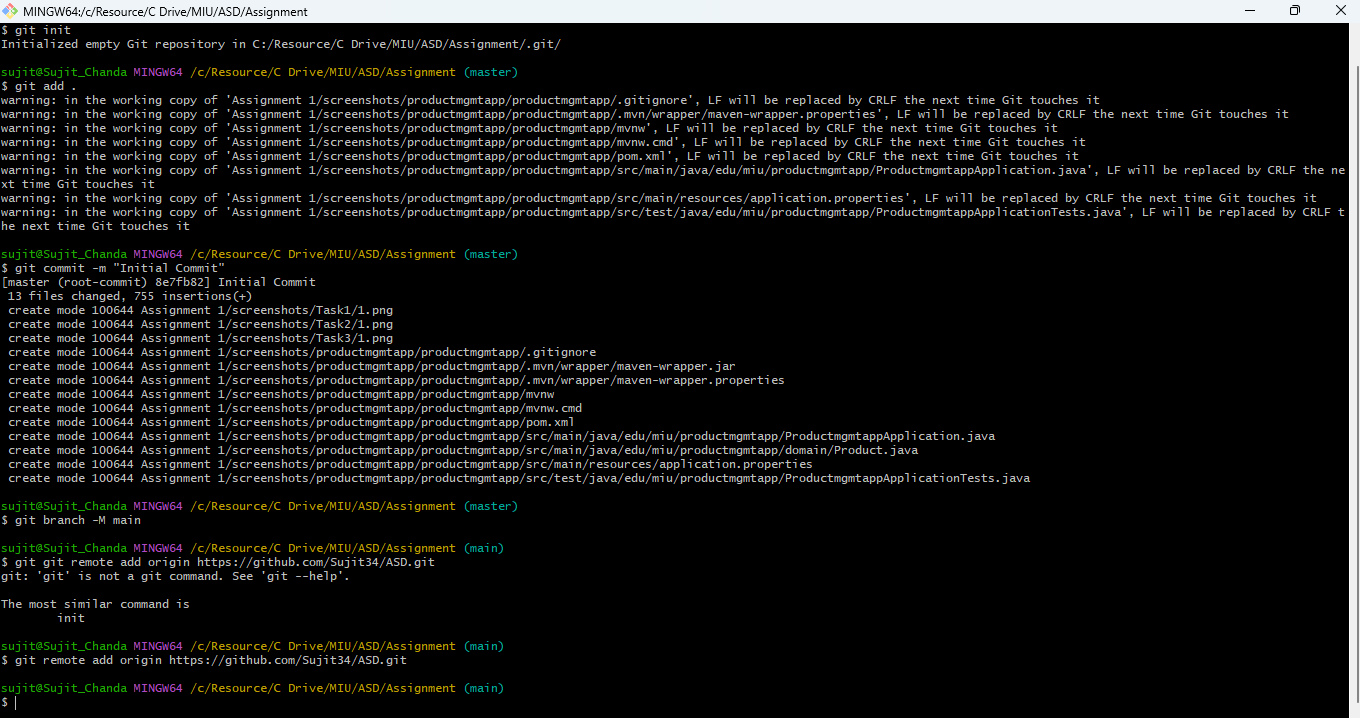 MINGW64:/c/Resource/C Drive/MIU/ASD/Assignment
$ git init
Initialized empty Git repository in C:/Resource/C Drive/MIU/ASD/Assignment/.git/
sujit@Sujit_Chanda MINGW64 /c/Resource/C Drive/MIU/ASD/Assignment (master)
$ git add .
warning: in the working copy of 'Assignment 1/screenshots/productmgmtapp/productmgmtapp/.gitignore', LF will be replaced by CRLF the next time Git touches it
warning: in the working copy of 'Assignment 1/screenshots/productmgmtapp/productmgmtapp/.mvn/wrapper/maven-wrapper.properties', LF will be replaced by CRLF the next time Git touches it
warning: in the working copy of 'Assignment 1/screenshots/productmgmtapp/productmgmtapp/mvnw', LF will be replaced by CRLF the next time Git touches it
warning: in the working copy of 'Assignment 1/screenshots/productmgmtapp/productmgmtapp/mvnw.cmd', LF will be replaced by CRLF the next time Git touches it
warning: in the working copy of 'Assignment 1/screenshots/productmgmtapp/productmgmtapp/pom.xml', LF will be replaced by CRLF the next time Git touches it
warning: in the working copy of 'Assignment 1/screenshots/productmgmtapp/productmgmtapp/src/main/java/edu/miu/productmgmtapp/ProductmgmtappApplication.java', LF will be replaced by CRLF the ne
xt time Git touches it
warning: in the working copy of 'Assignment 1/screenshots/productmgmtapp/productmgmtapp/src/main/resources/application.properties', LF will be replaced by CRLF the next time Git touches it
warning: in the working copy of 'Assignment 1/screenshots/productmgmtapp/productmgmtapp/src/test/java/edu/miu/productmgmtapp/ProductmgmtappApplicationTests.java', LF will be replaced by CRLF t
he next time Git touches it
sujit@Sujit_Chanda MINGW64 /c/Resource/C Drive/MIU/ASD/Assignment (master)
$ git commit -m "Initial Commit"
[master (root-commit) 8e7fb82] Initial Commit
13 files changed, 755 insertions(+)
create mode 100644 Assignment 1/screenshots/Task1/1.png
create mode 100644 Assignment 1/screenshots/Task2/1.png
create mode 100644 Assignment 1/screenshots/Task3/1.png
create mode 100644 Assignment 1/screenshots/productmgmtapp/productmgmtapp/.gitignore
create mode 100644 Assignment 1/screenshots/productmgmtapp/productmgmtapp/.mvn/wrapper/maven-wrapper.jar
create mode 100644 Assignment 1/screenshots/productmgmtapp/productmgmtapp/.mvn/wrapper/maven-wrapper.properties
create mode 100644 Assignment 1/screenshots/productmgmtapp/productmgmtapp/mvnw
create mode 100644 Assignment 1/screenshots/productmgmtapp/productmgmtapp/mvnw.cmd
create mode 100644 Assignment 1/screenshots/productmgmtapp/productmgmtapp/pom.xml
create mode 100644 Assignment 1/screenshots/productmgmtapp/productmgmtapp/src/main/java/edu/miu/productmgmtapp/ProductmgmtappApplication.java
create mode 100644 Assignment 1/screenshots/productmgmtapp/productmgmtapp/src/main/java/edu/miu/productmgmtapp/domain/Product.java
create mode 100644 Assignment 1/screenshots/productmgmtapp/productmgmtapp/src/main/resources/application.properties
create mode 100644 Assignment 1/screenshots/productmgmtapp/productmgmtapp/src/test/java/edu/miu/productmgmtapp/ProductmgmtappApplicationTests.java
sujit@Sujit_Chanda MINGW64 /c/Resource/C Drive/MIU/ASD/Assignment (master)
$ git branch -M main
sujit@Sujit_Chanda MINGW64 /c/Resource/C Drive/MIU/ASD/Assignment (main)
$ git git remote add origin https://github.com/Sujit34/ASD.git
git: 'git' is not a git command. See 'git --help'.
The most similar command is
init
sujit@Sujit_Chanda MINGW64 /c/Resource/C Drive/MIU/ASD/Assignment (main)
$ git remote add origin https://github.com/Sujit34/ASD.git
sujit@Sujit_Chanda MINGW64 /c/Resource/C Drive/MIU/ASD/Assignment (main)
$